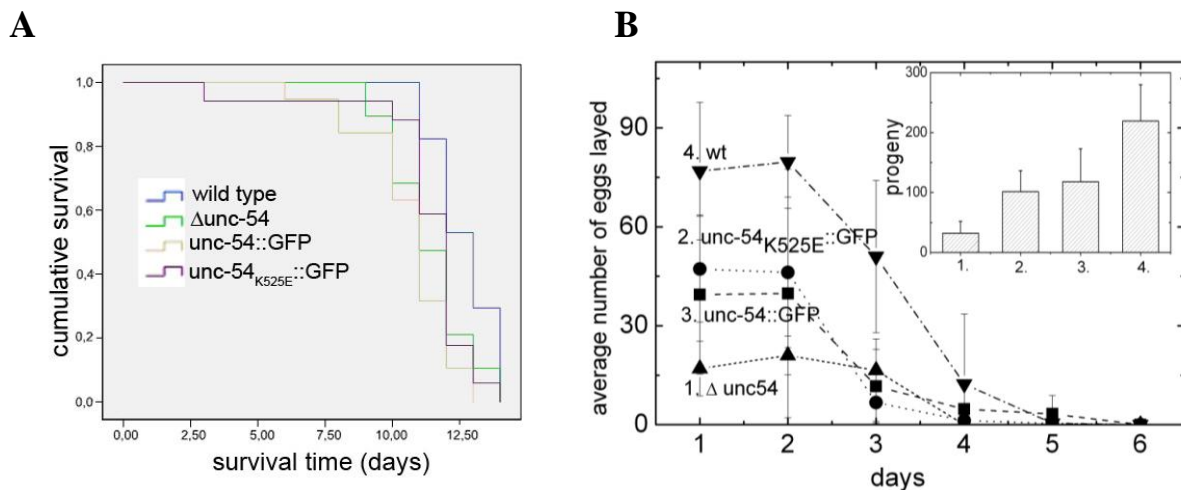 A
B
cumulative survival
1,0
0,8
0,6
0,4
0,2
0,0
wild type
Δunc-54
unc-54::GFP
unc-54K525E::GFP
0,00 2,50 5,00 7,50 10,00 12,50
survival time (days)
average number of eggs layed
90
60
30
0
4. wt
2. unc-54K525E::GFP
3. unc-54::GFP
1. Δ unc54
1 2 3 4 5 6
days
progeny
300
200
100
0
1. 2. 3. 4.